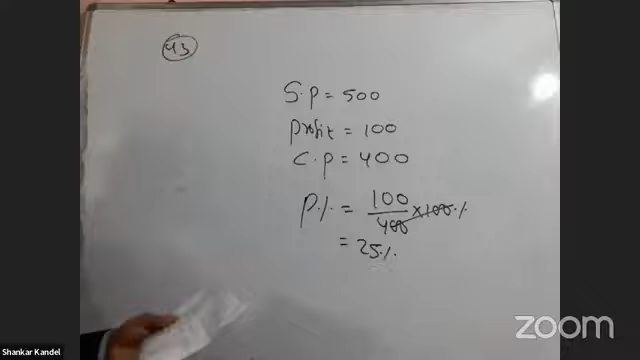 43
S.p = 500
profit = 100
C.p = 400
P.% = 100/400 × 100.%
= 25.%
zoom
Shankar Kandel